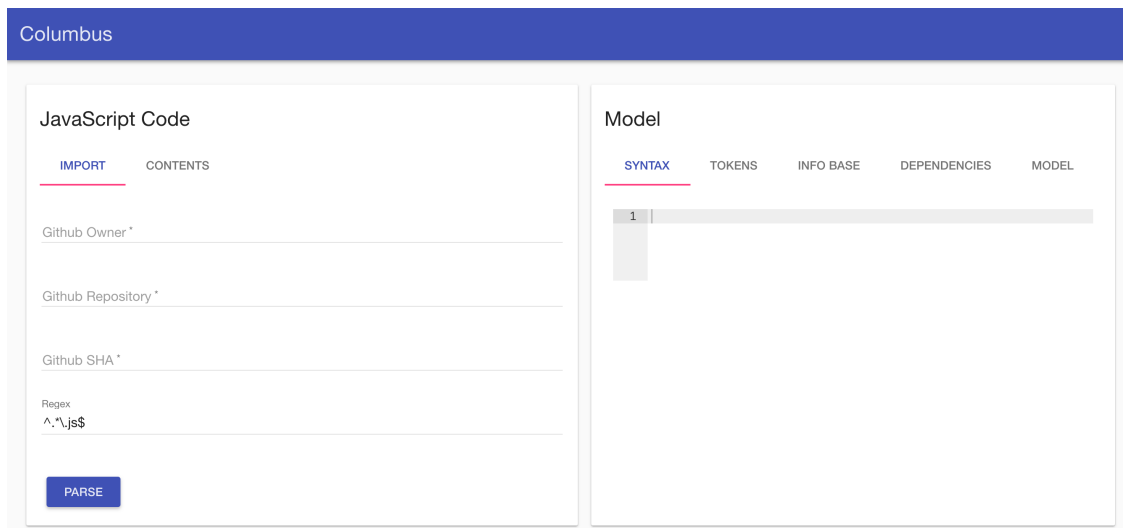 Columbus
JavaScript Code
IMPORT CONTENTS
Github Owner *
Github Repository *
Github SHA *
Regex
^.*\.js$
PARSE
Model
SYNTAX TOKENS INFO BASE DEPENDENCIES MODEL
1